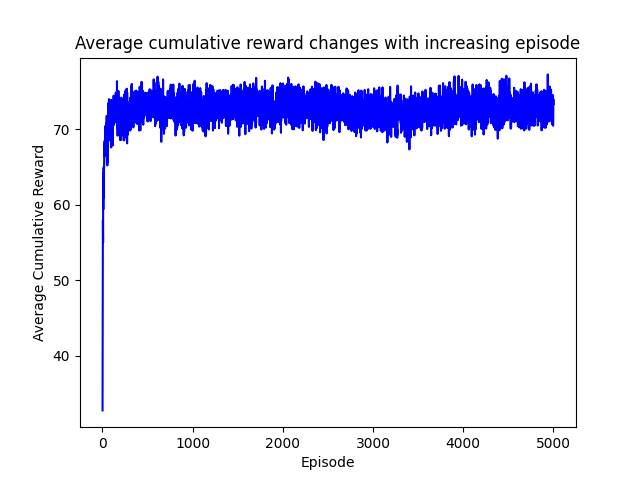 Average cumulative reward changes with increasing episode
70
60
50
40
Average Cumulative Reward
0 1000 2000 3000 4000 5000
Episode